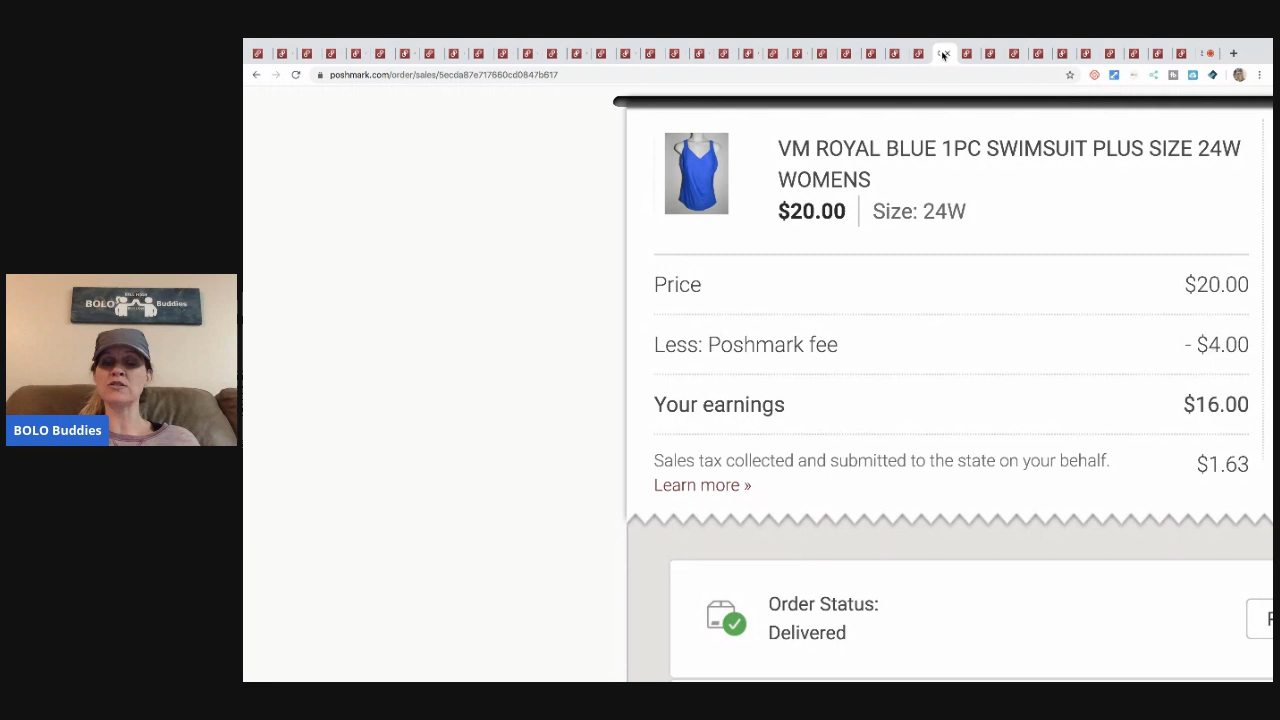 poshmark.com/order/sales/5ecda87e717660cd0847b617
VM ROYAL BLUE 1PC SWIMSUIT PLUS SIZE 24W
WOMENS
$20.00 Size: 24W
Price $20.00
Less: Poshmark fee - $4.00
Your earnings $16.00
Sales tax collected and submitted to the state on your behalf. $1.63
Learn more »
Order Status:
Delivered
BOLO Buddies
BOLO Buddies